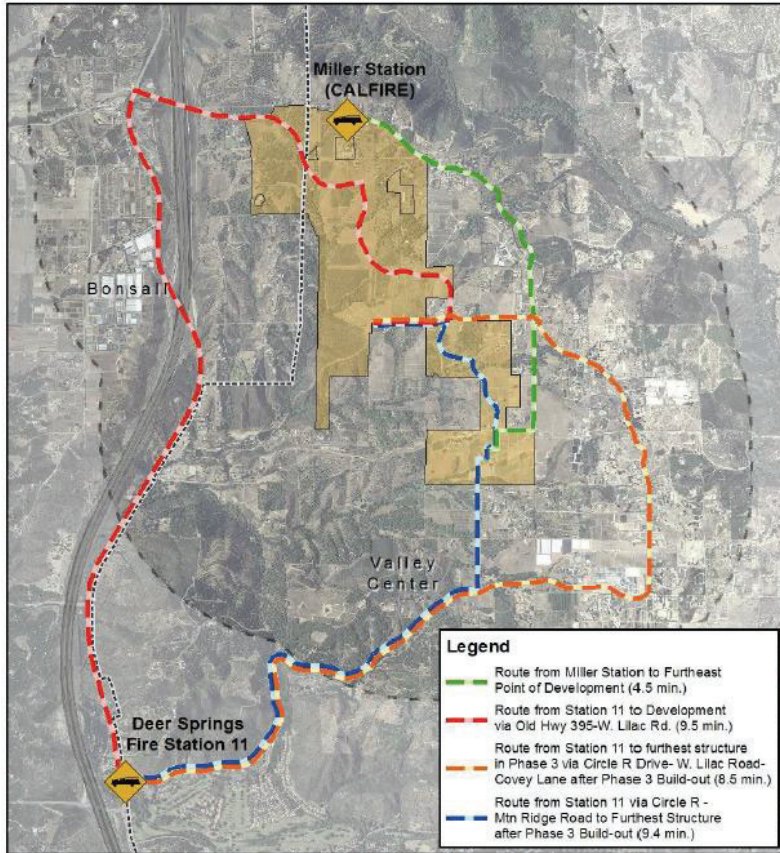 Miller Station
(CALFIRE)
Bonsall
Valley
Center
Deer Springs
Fire Station 11
Legend
Route from Miller Station to Furtheest
Point of Development (4.5 min.)
Route from Station 11 to Development
via Old Hwy 395-W. Lilac Rd. (9.5 min.)
Route from Station 11 to furthest structure
in Phase 3 via Circle R Drive- W. Lilac Road-
Covey Lane after Phase 3 Build-out (8.5 min.)
Route from Station 11 via Circle R -
Mtn Ridge Road to Furthest Structure
after Phase 3 Build-out (9.4 min.)